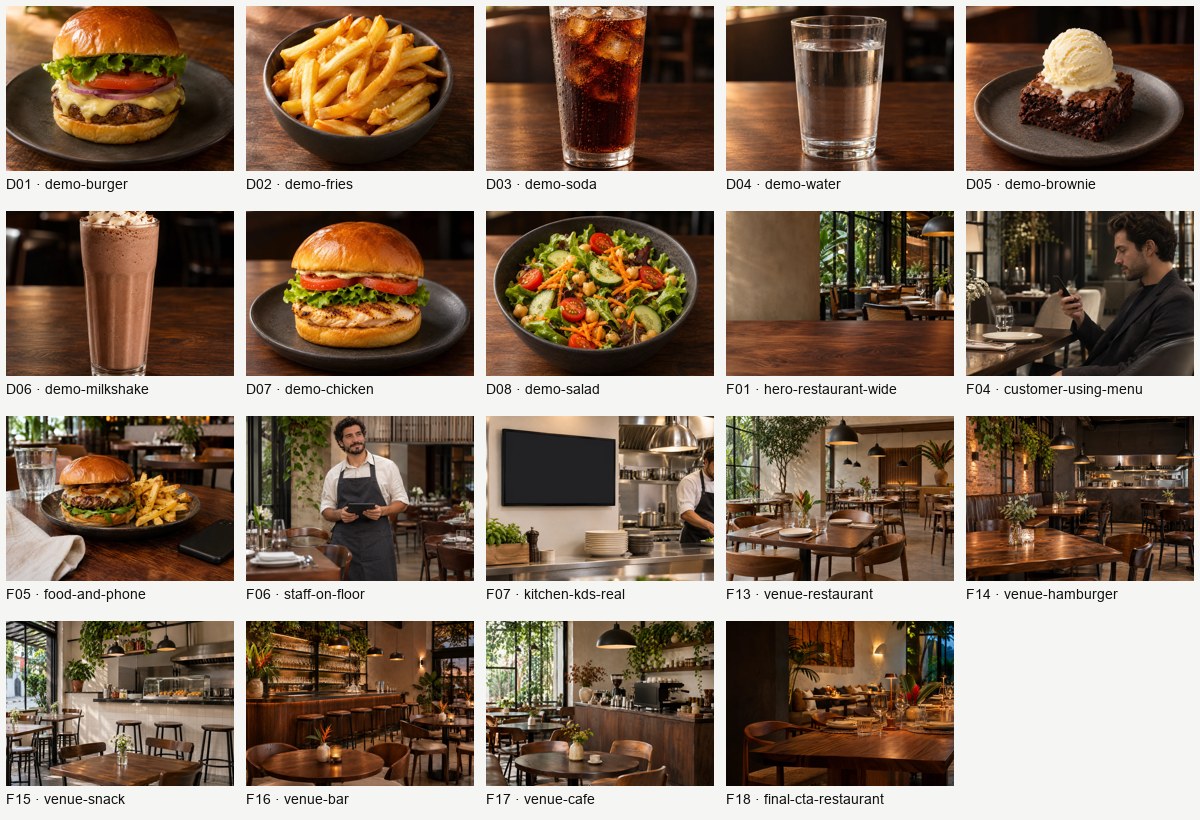 D01 · demo-burger
D02 · demo-fries
D03 · demo-soda
D04 · demo-water
D05 · demo-brownie
D06 · demo-milkshake
D07 · demo-chicken
D08 · demo-salad
F01 · hero-restaurant-wide
F04 · customer-using-menu
F05 · food-and-phone
F06 · staff-on-floor
F07 · kitchen-kds-real
F13 · venue-restaurant
F14 · venue-hamburger
F15 · venue-snack
F16 · venue-bar
F17 · venue-cafe
F18 · final-cta-restaurant